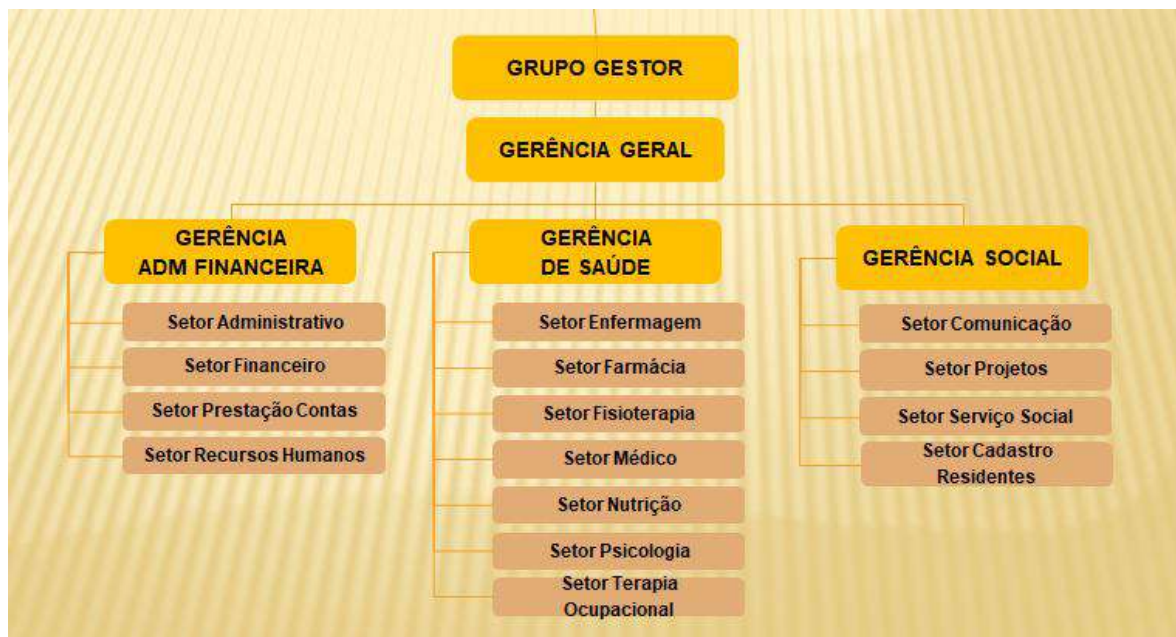 GRUPO GESTOR
GERÊNCIA GERAL
GERÊNCIA
ADM FINANCEIRA
Setor Administrativo
Setor Financeiro
Setor Prestação Contas
Setor Recursos Humanos
GERÊNCIA
DE SAÚDE
Setor Enfermagem
Setor Farmácia
Setor Fisioterapia
Setor Médico
Setor Nutrição
Setor Psicologia
Setor Terapia
Ocupacional
GERÊNCIA SOCIAL
Setor Comunicação
Setor Projetos
Setor Serviço Social
Setor Cadastro
Residentes